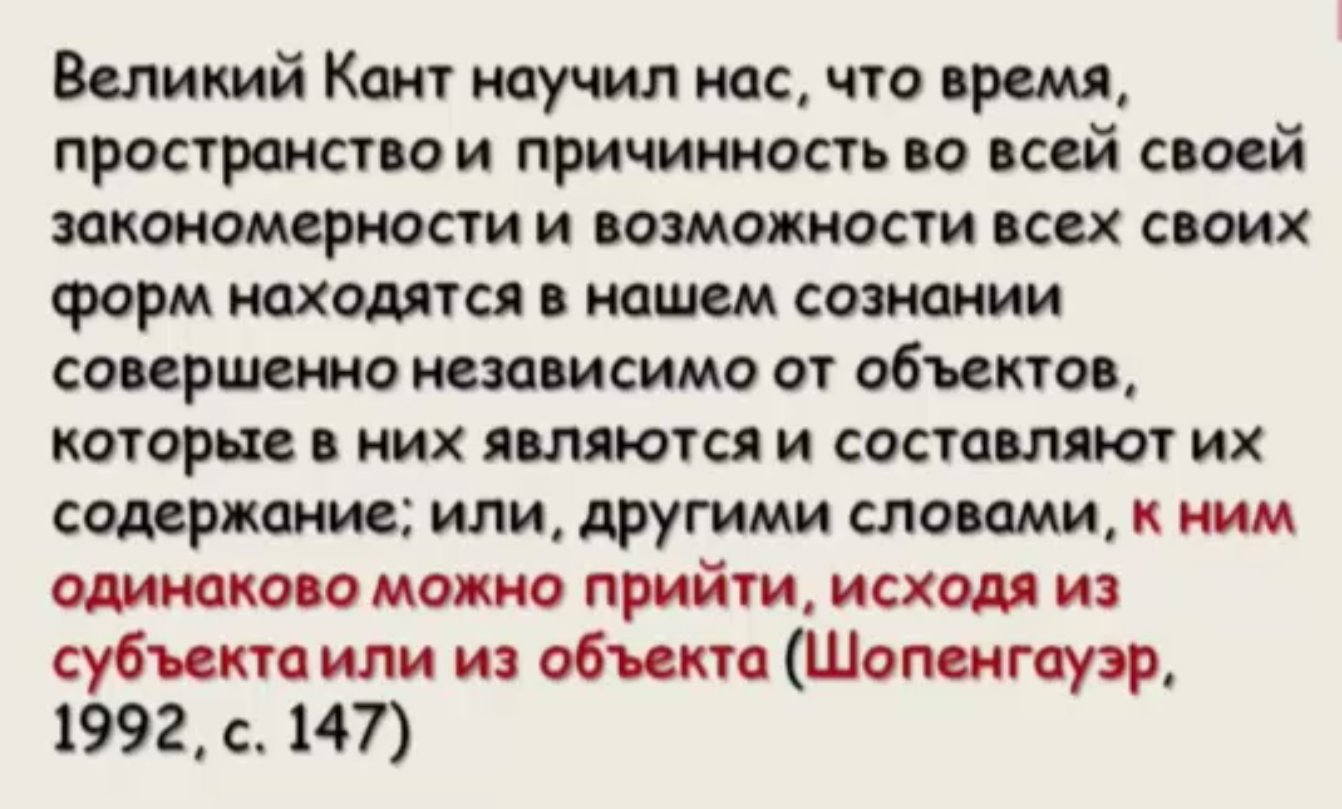 Великий Кант научил нас, что время,
пространство и причинность во всей своей
закономерности и возможности всех своих
форм находятся в нашем сознании
совершенно независимо от объектов,
которые в них являются и составляют их
содержание; или, другими словами, к ним
одинаково можно прийти, исходя из
субъекта или из объекта (Шопенгауэр,
1992, с. 147)